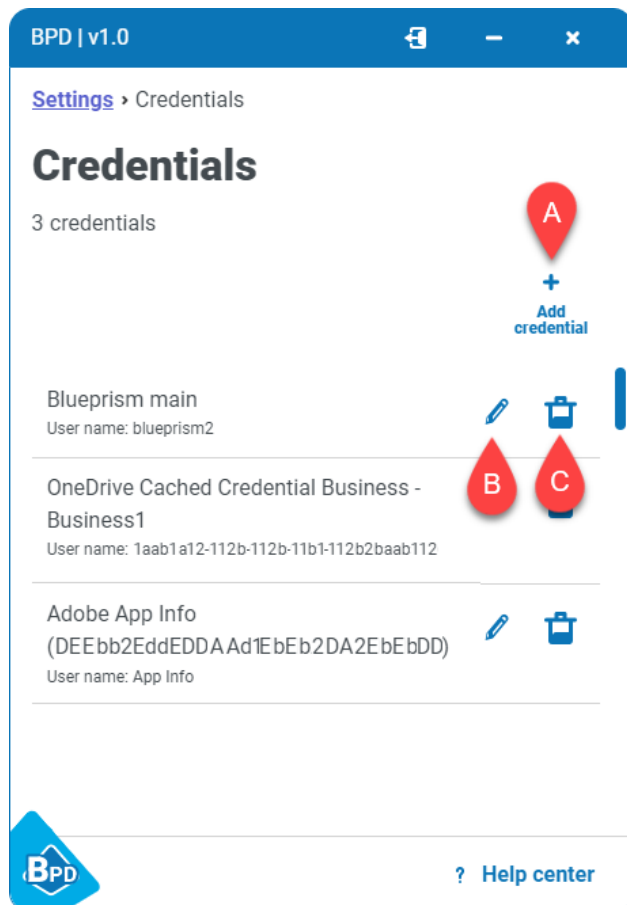 BPD | v1.0
Settings › Credentials
Credentials
3 credentials
A
+
Add
credential
Blueprism main
User name: blueprism2
B
C
OneDrive Cached Credential Business -
Business1
User name: 1aab1a12-112b-112b-11b1-112b2baab112
Adobe App Info
(DEEbb2EddEDDAAd1EbEb2DA2EbEbDD)
User name: App Info
BPD
? Help center